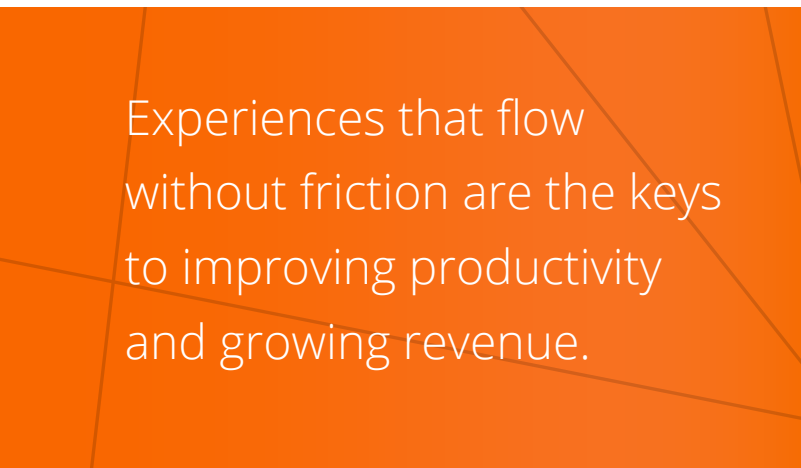 Experiences that flow
without friction are the keys
to improving productivity
and growing revenue.